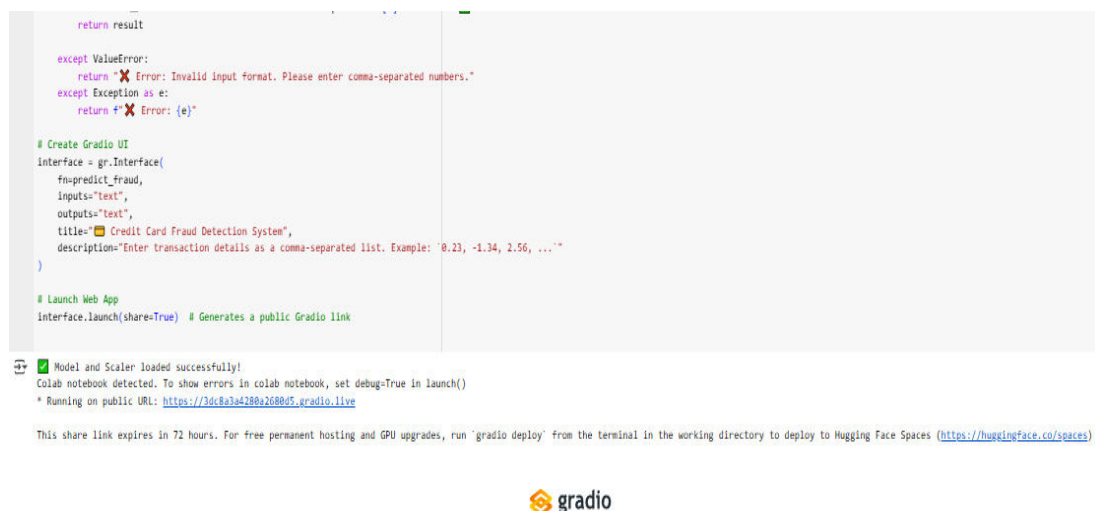 return result
except ValueError:
return "❌ Error: Invalid input format. Please enter comma-separated numbers."
except Exception as e:
return f"❌ Error: {e}"
# Create Gradio UI
interface = gr.Interface(
fn=predict_fraud,
inputs="text",
outputs="text",
title="💳 Credit Card Fraud Detection System",
description="Enter transaction details as a comma-separated list. Example: `0.23, -1.34, 2.56, ...`"
)
# Launch Web App
interface.launch(share=True)  # Generates a public Gradio link
✅ Model and Scaler loaded successfully!
Colab notebook detected. To show errors in colab notebook, set debug=True in launch()
* Running on public URL: https://3dc8a3a4280a2680d5.gradio.live
This share link expires in 72 hours. For free permanent hosting and GPU upgrades, run `gradio deploy` from the terminal in the working directory to deploy to Hugging Face Spaces (https://huggingface.co/spaces)
gradio